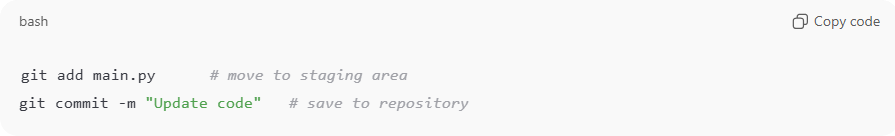 bash
Copy code
git add main.py      # move to staging area
git commit -m "Update code"   # save to repository